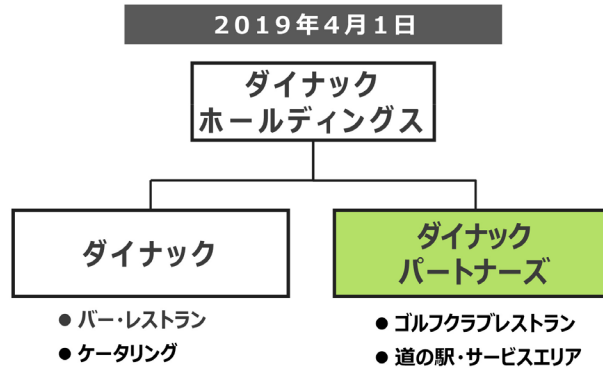 2019年4月1日
ダイナック
ホールディングス
ダイナック
ダイナック
パートナーズ
● バー・レストラン
● ケータリング
● ゴルフクラブレストラン
● 道の駅・サービスエリア